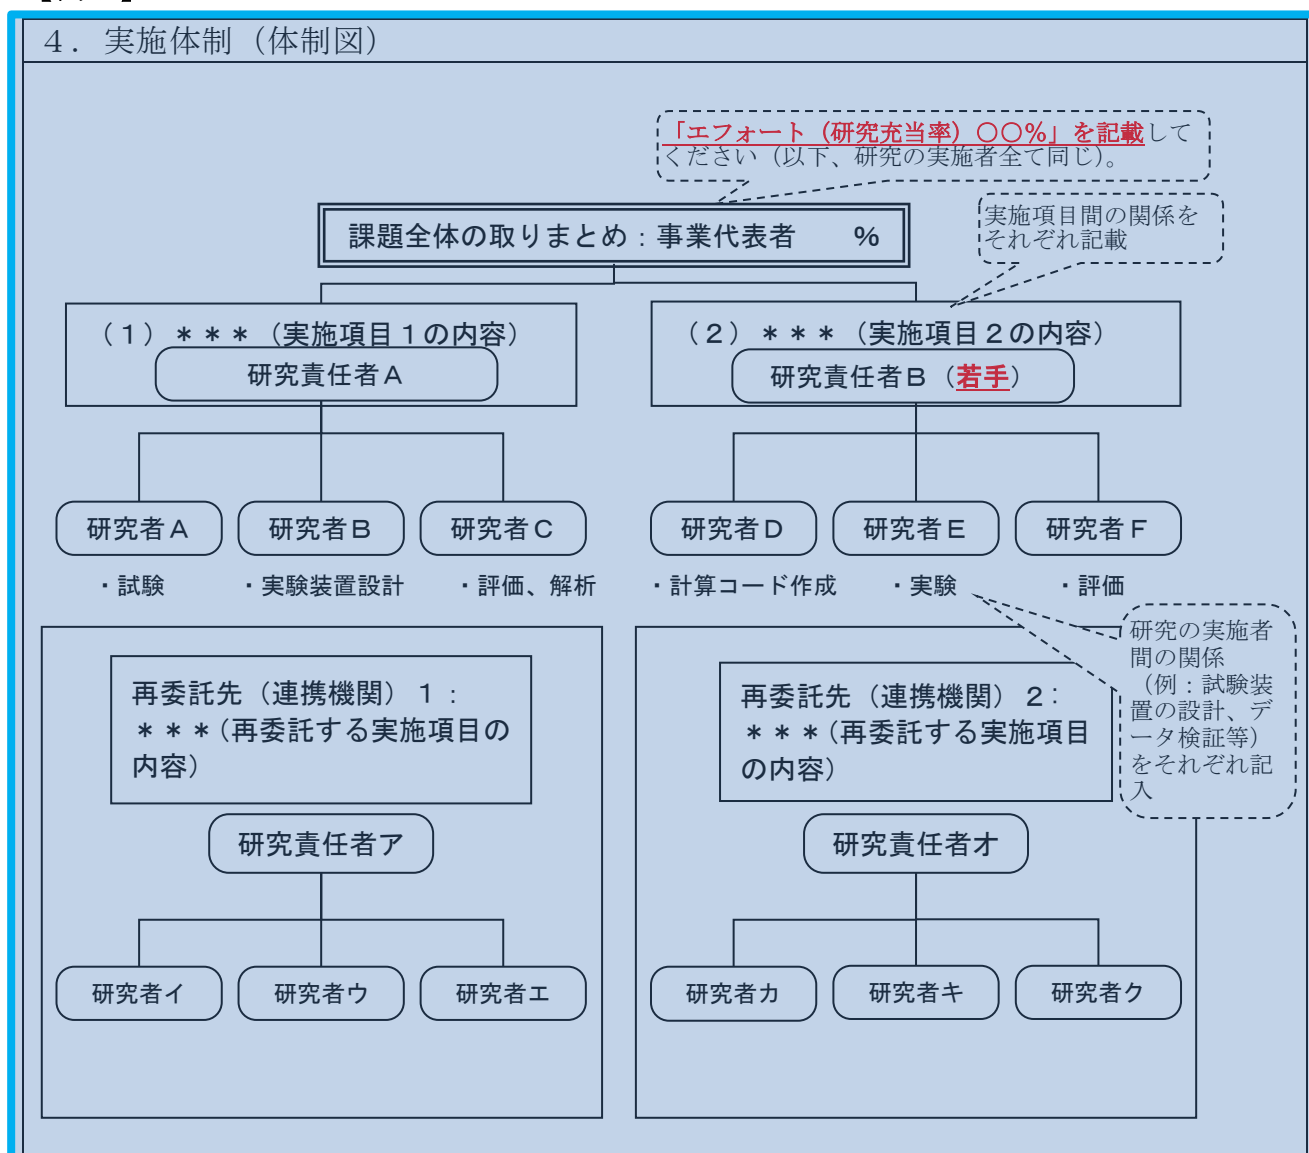 ４．実施体制（体制図）
「エフォート（研究充当率）○○％」を記載して
ください（以下、研究の実施者全て同じ）。
実施項目間の関係を
それぞれ記載
課題全体の取りまとめ：事業代表者　　％
（１）＊＊＊（実施項目１の内容）
研究責任者Ａ
（２）＊＊＊（実施項目２の内容）
研究責任者Ｂ（若手）
研究者Ａ
研究者Ｂ
研究者Ｃ
研究者Ｄ
研究者Ｅ
研究者Ｆ
・試験
・実験装置設計
・評価、解析
・計算コード作成
・実験
・評価
研究の実施者
間の関係
（例：試験装
置の設計、デ
ータ検証等）
をそれぞれ記
入
再委託先（連携機関）１：
＊＊＊（再委託する実施項目の
内容）
研究責任者ア
研究者イ
研究者ウ
研究者エ
再委託先（連携機関）２：
＊＊＊（再委託する実施項目
の内容）
研究責任者オ
研究者カ
研究者キ
研究者ク